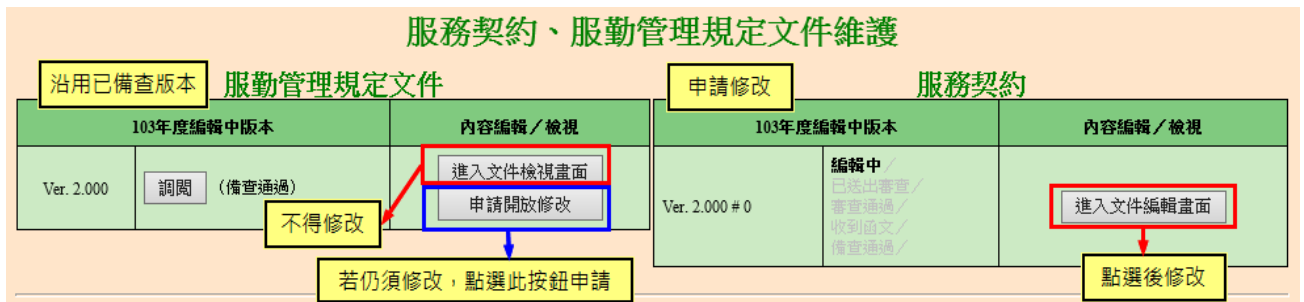 服務契約、服勤管理規定文件維護
沿用已備查版本
服勤管理規定文件
103年度編輯中版本
內容編輯／檢視
Ver. 2.000
調閱
(備查通過)
進入文件檢視畫面
申請開放修改
不得修改
若仍須修改，點選此按鈕申請
申請修改
服務契約
103年度編輯中版本
內容編輯／檢視
Ver. 2.000 # 0
編輯中／
已送出審查／
審查通過／
收到函文／
備查通過／
進入文件編輯畫面
點選後修改